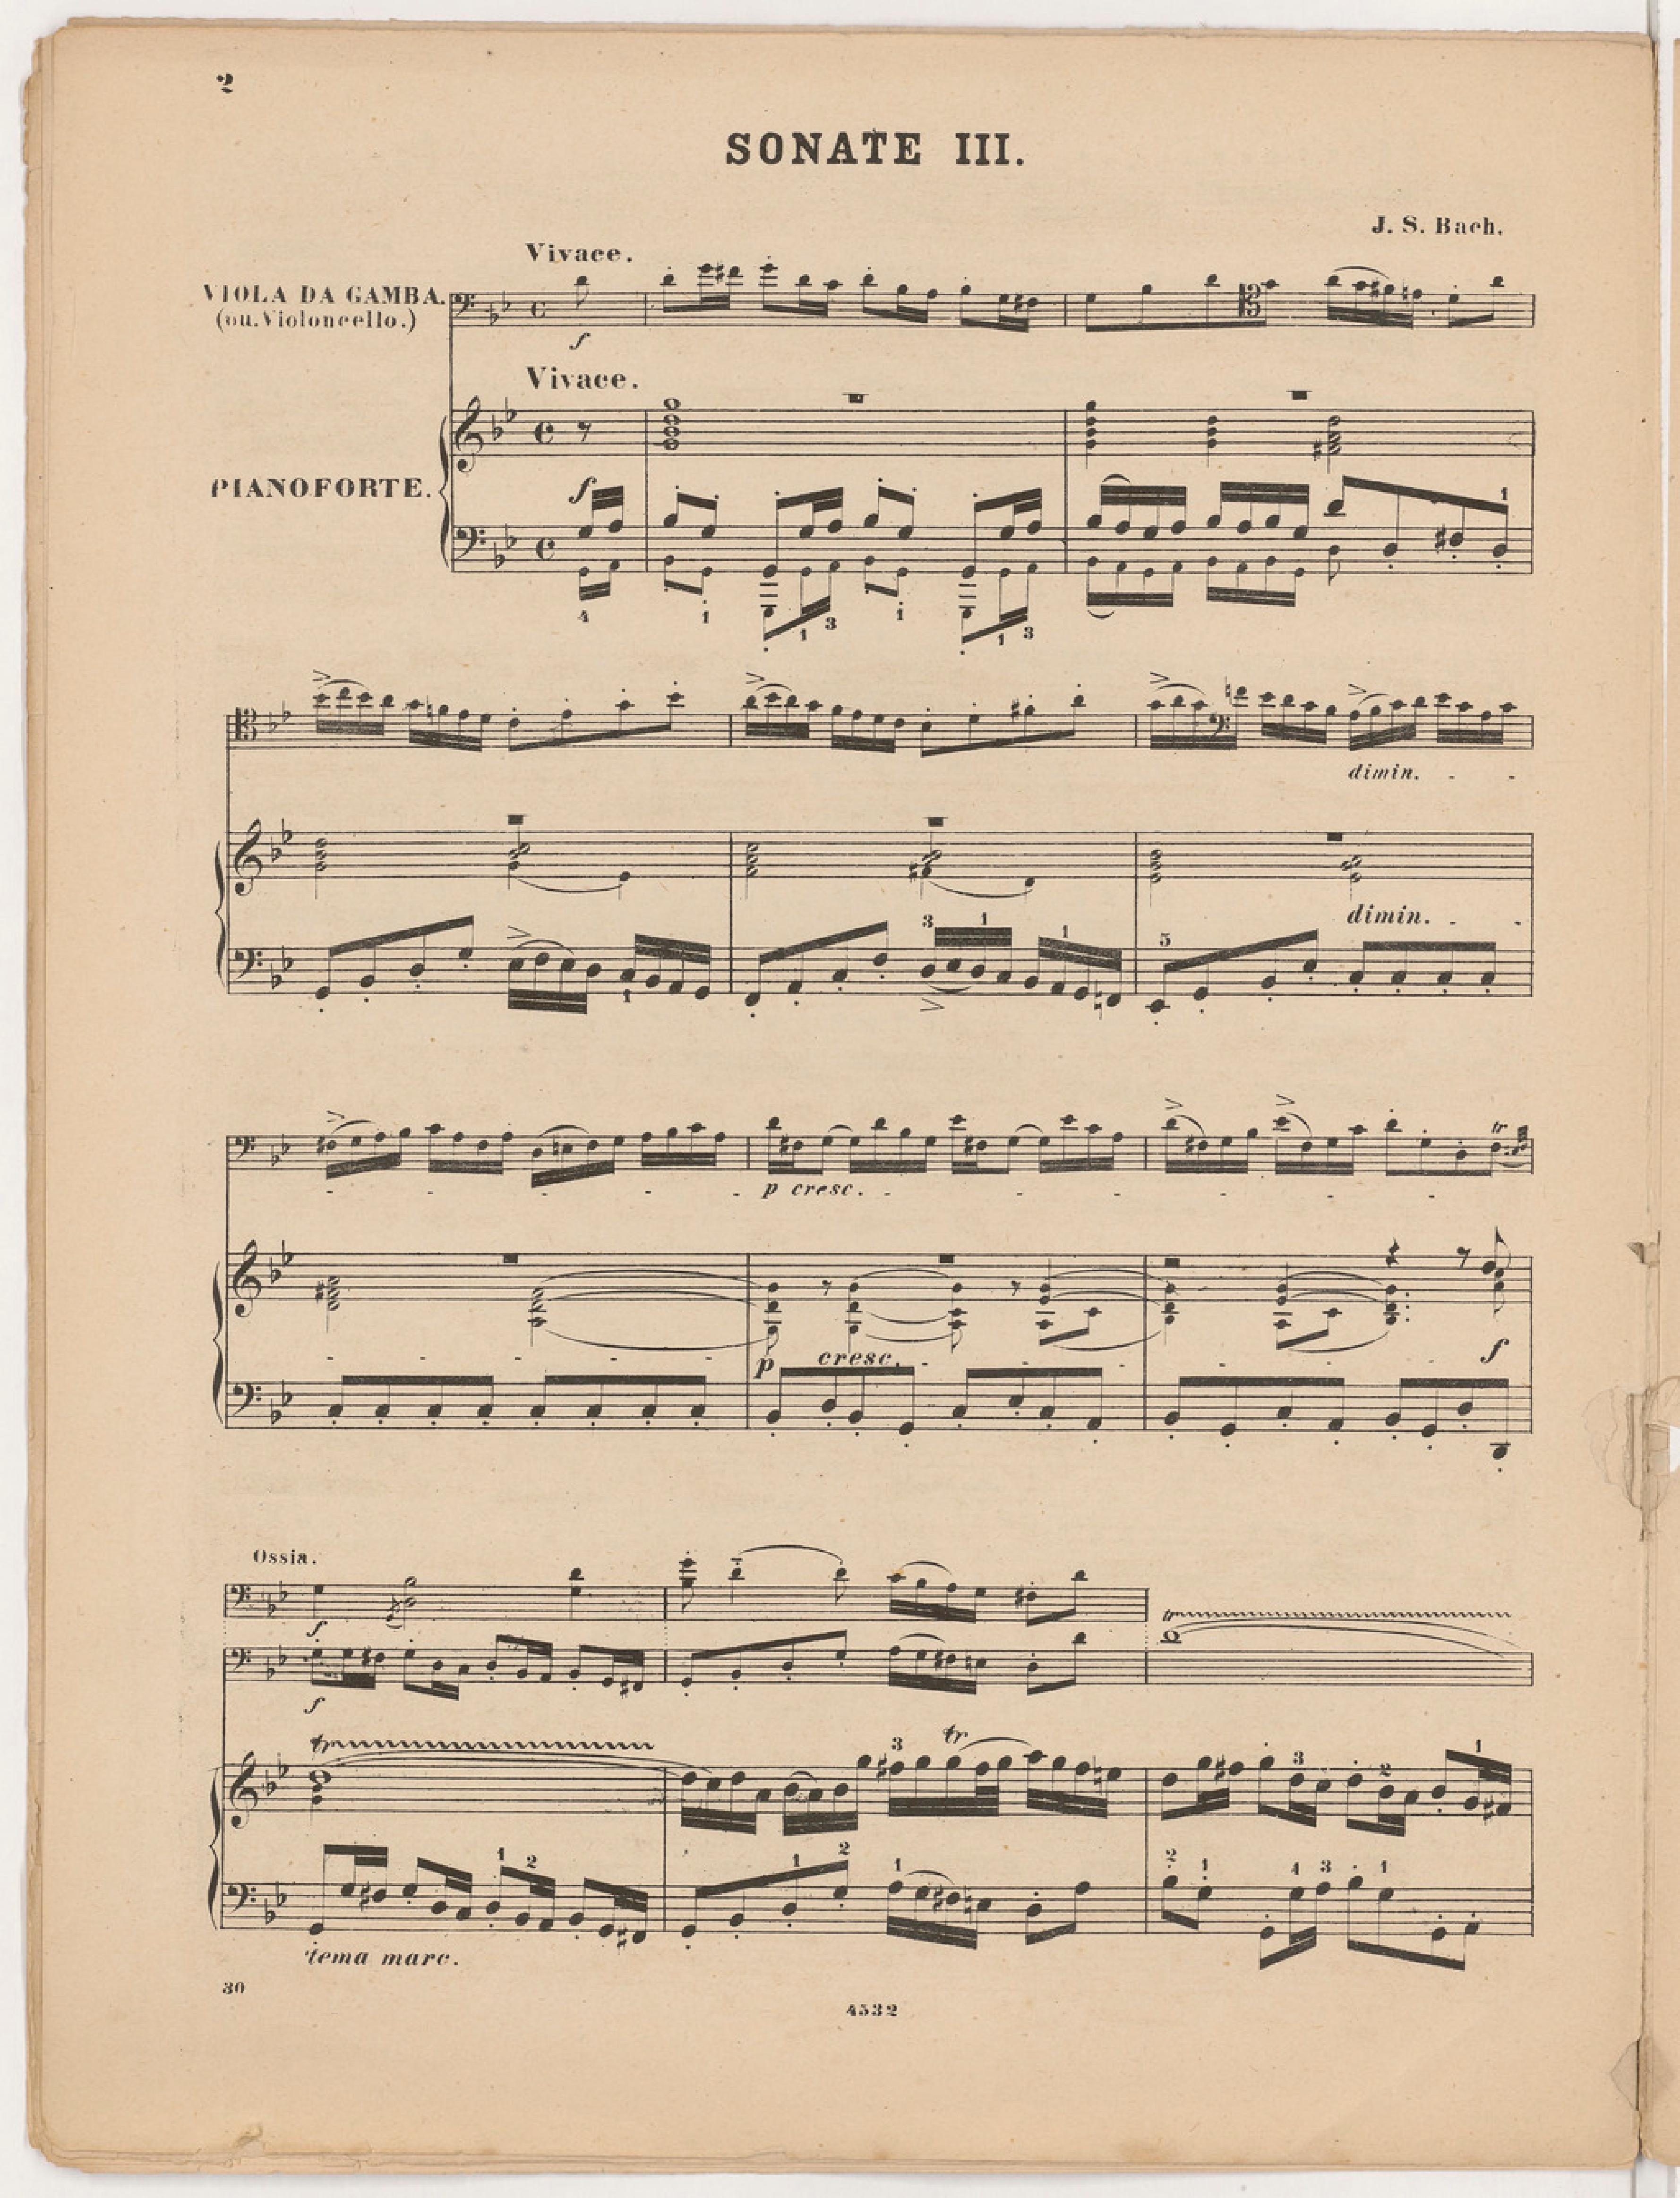 2
SONATE III.
J. S. Bach.
Vivace.
VIOLA DA GAMBA.
(ou Violoncello.)
f
Vivace.
PIANOFORTE.
f
1
4 1 1 3 1 1 3
dimin. - -
dimin. - -
3 1 1 5
1
p cresc. -
tr
p cresc. -
f
Ossia.
f
tr
f
tr
3 tr 3 2 1
1 2 1 2 1 2 1 4 3 1
tema marc.
30
4532